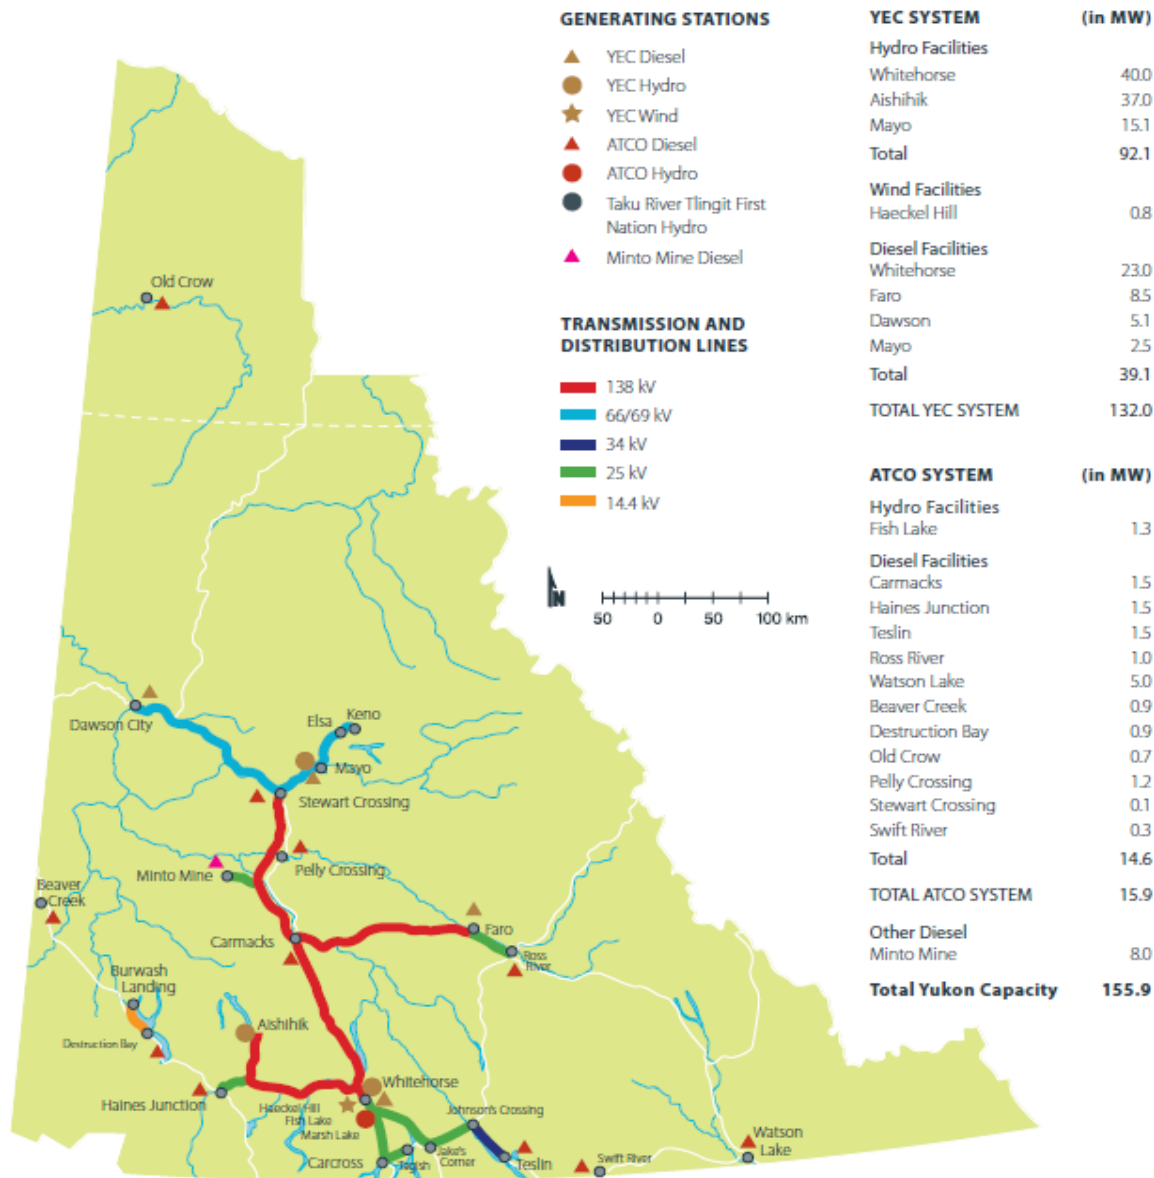 GENERATING STATIONS
YEC Diesel
YEC Hydro
YEC Wind
ATCO Diesel
ATCO Hydro
Taku River Tlingit First
Nation Hydro
Minto Mine Diesel
TRANSMISSION AND
DISTRIBUTION LINES
138 kV
66/69 kV
34 kV
25 kV
14.4 kV
N
50 0 50 100 km
YEC SYSTEM (in MW)
Hydro Facilities
Whitehorse 40.0
Aishihik 37.0
Mayo 15.1
Total 92.1
Wind Facilities
Haeckel Hill 0.8
Diesel Facilities
Whitehorse 23.0
Faro 8.5
Dawson 5.1
Mayo 2.5
Total 39.1
TOTAL YEC SYSTEM 132.0
ATCO SYSTEM (in MW)
Hydro Facilities
Fish Lake 1.3
Diesel Facilities
Carmacks 1.5
Haines Junction 1.5
Teslin 1.5
Ross River 1.0
Watson Lake 5.0
Beaver Creek 0.9
Destruction Bay 0.9
Old Crow 0.7
Pelly Crossing 1.2
Stewart Crossing 0.1
Swift River 0.3
Total 14.6
TOTAL ATCO SYSTEM 15.9
Other Diesel
Minto Mine 8.0
Total Yukon Capacity 155.9
Old Crow
Dawson City
Elsa
Keno
Mayo
Stewart Crossing
Pelly Crossing
Minto Mine
Beaver
Creek
Carmacks
Faro
Ross
River
Burwash
Landing
Destruction Bay
Aishihik
Haines Junction
Whitehorse
Haeckel Hill
Fish Lake
Marsh Lake
Johnson's Crossing
Carcross
Tagish
Jake's
Corner
Teslin
Swift River
Watson
Lake